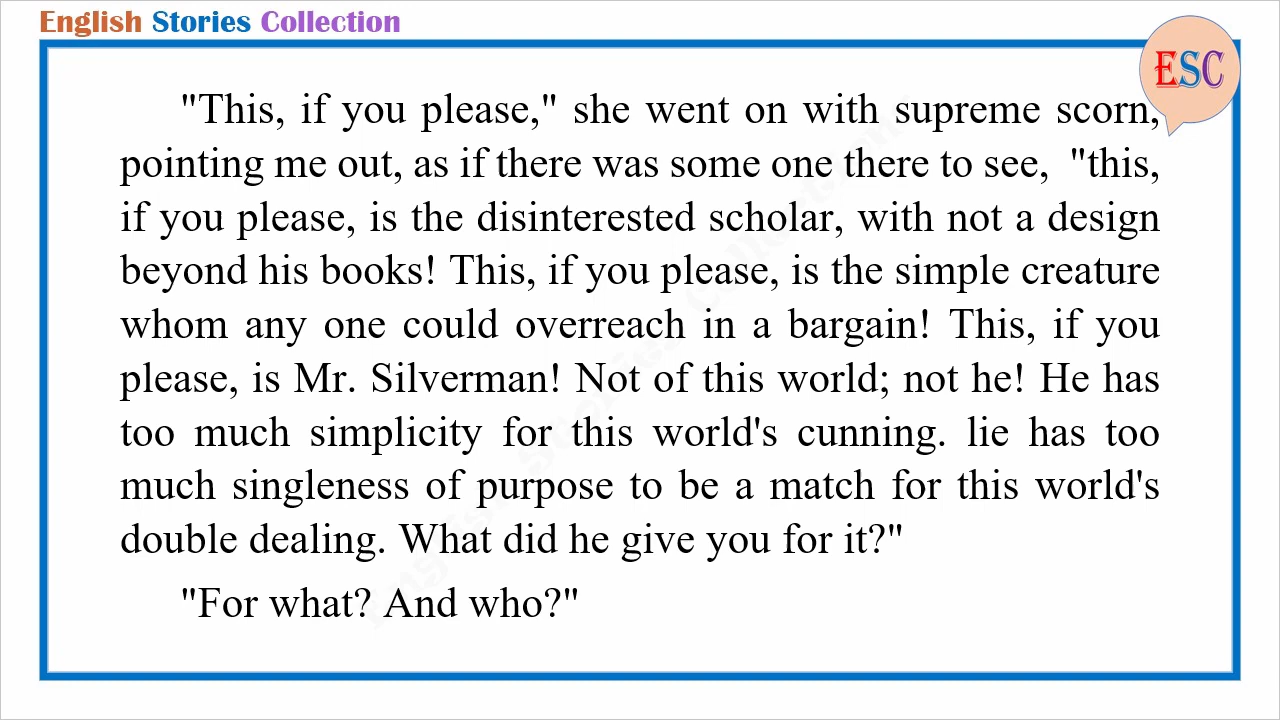 English Stories Collection
ESC
"This, if you please," she went on with supreme scorn,
pointing me out, as if there was some one there to see,  "this,
if you please, is the disinterested scholar, with not a design
beyond his books! This, if you please, is the simple creature
whom any one could overreach in a bargain! This, if you
please, is Mr. Silverman! Not of this world; not he! He has
too much simplicity for this world's cunning. lie has too
much singleness of purpose to be a match for this world's
double dealing. What did he give you for it?"
"For what? And who?"